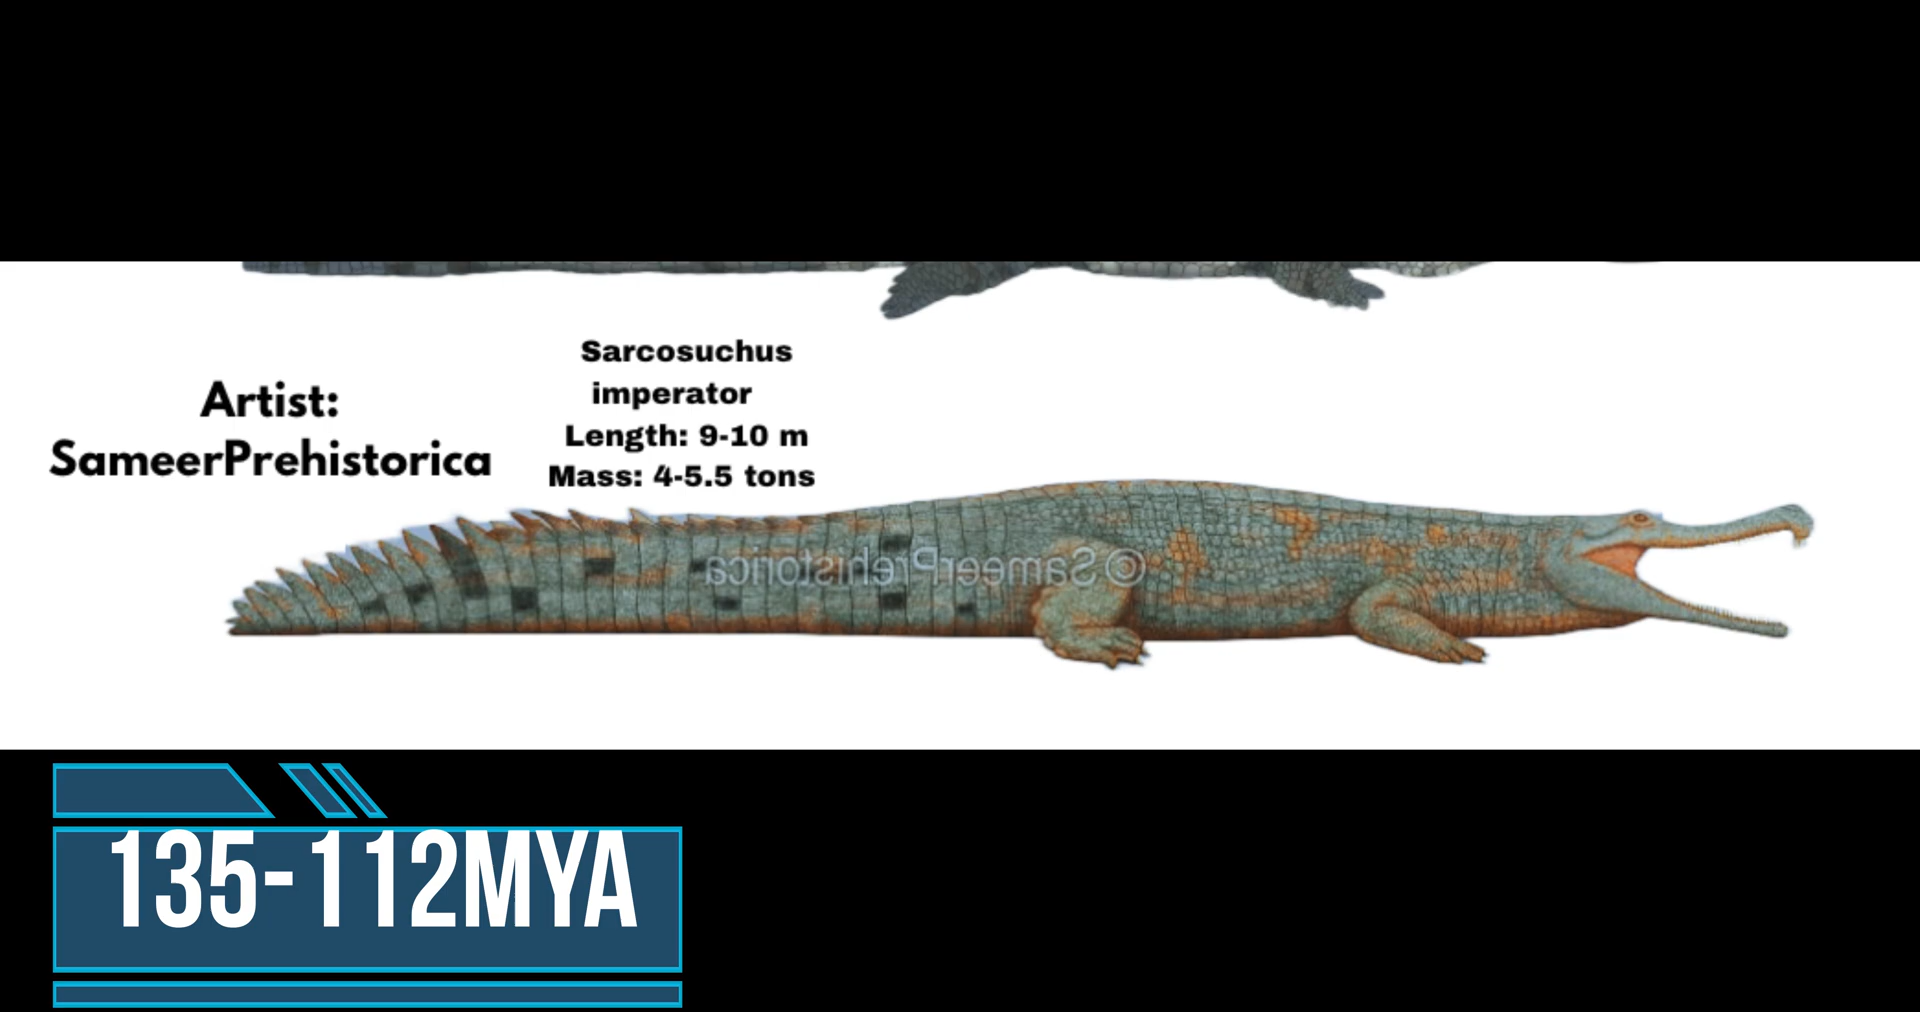 Sarcosuchus
imperator
Length: 9-10 m
Mass: 4-5.5 tons
Artist:
SameerPrehistorica
©SameerPrehistorica
135-112MYA